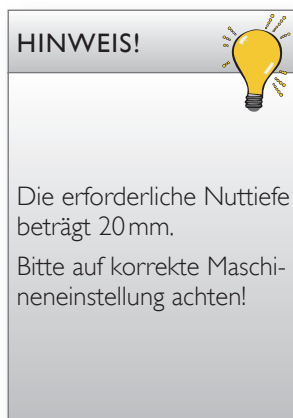 HINWEIS!
Die erforderliche Nuttiefe
beträgt 20 mm.
Bitte auf korrekte Maschi-
neneinstellung achten!